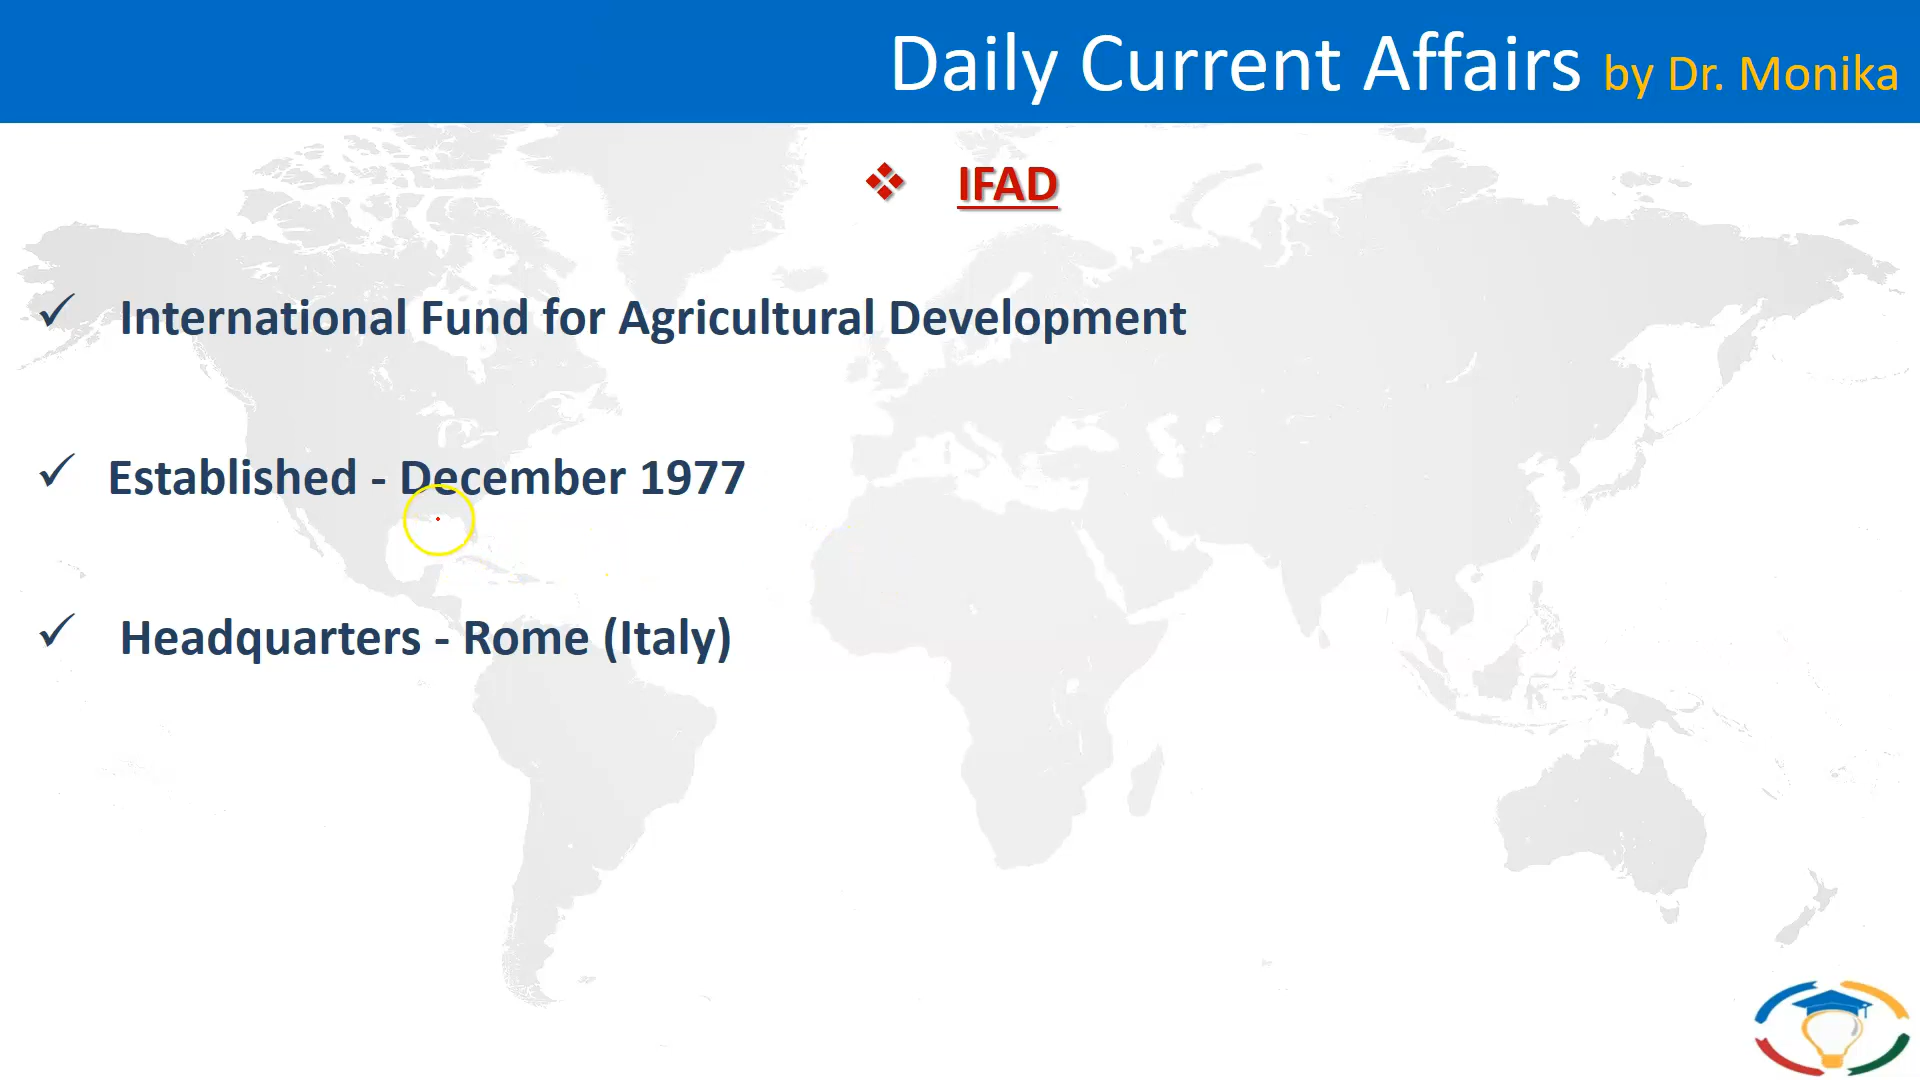 Daily Current Affairs by Dr. Monika
❖ IFAD
✓ International Fund for Agricultural Development
✓ Established - December 1977
✓ Headquarters - Rome (Italy)